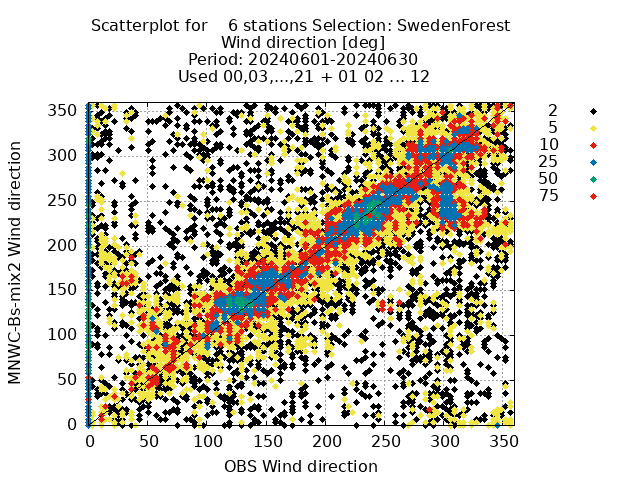 Scatterplot for 6 stations Selection: SwedenForest
Wind direction [deg]
Period: 20240601-20240630
Used 00,03,...,21 + 01 02 ... 12
350
300
250
200
150
100
50
0
MNWC-Bs-mix2 Wind direction
0 50 100 150 200 250 300 350
OBS Wind direction
2
5
10
25
50
75